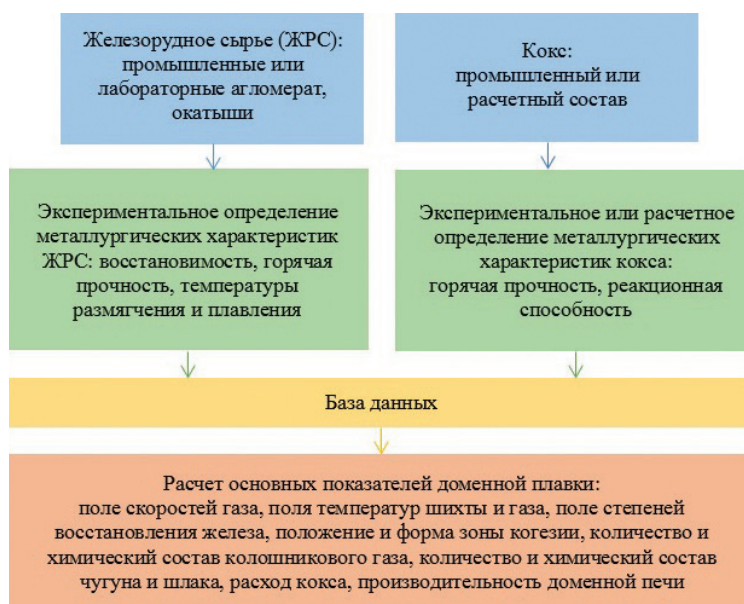 Железорудное сырье (ЖРС):
промышленные или
лабораторные агломерат,
окатыши
Кокс:
промышленный или
расчетный состав
Экспериментальное определение
металлургических характеристик
ЖРС: восстановимость, горячая
прочность, температуры
размягчения и плавления
Экспериментальное или расчетное
определение металлургических
характеристик кокса:
горячая прочность, реакционная
способность
База данных
Расчет основных показателей доменной плавки:
поле скоростей газа, поля температур шихты и газа, поле степеней
восстановления железа, положение и форма зоны когезии, количество и
химический состав колошникового газа, количество и химический состав
чугуна и шлака, расход кокса, производительность доменной печи